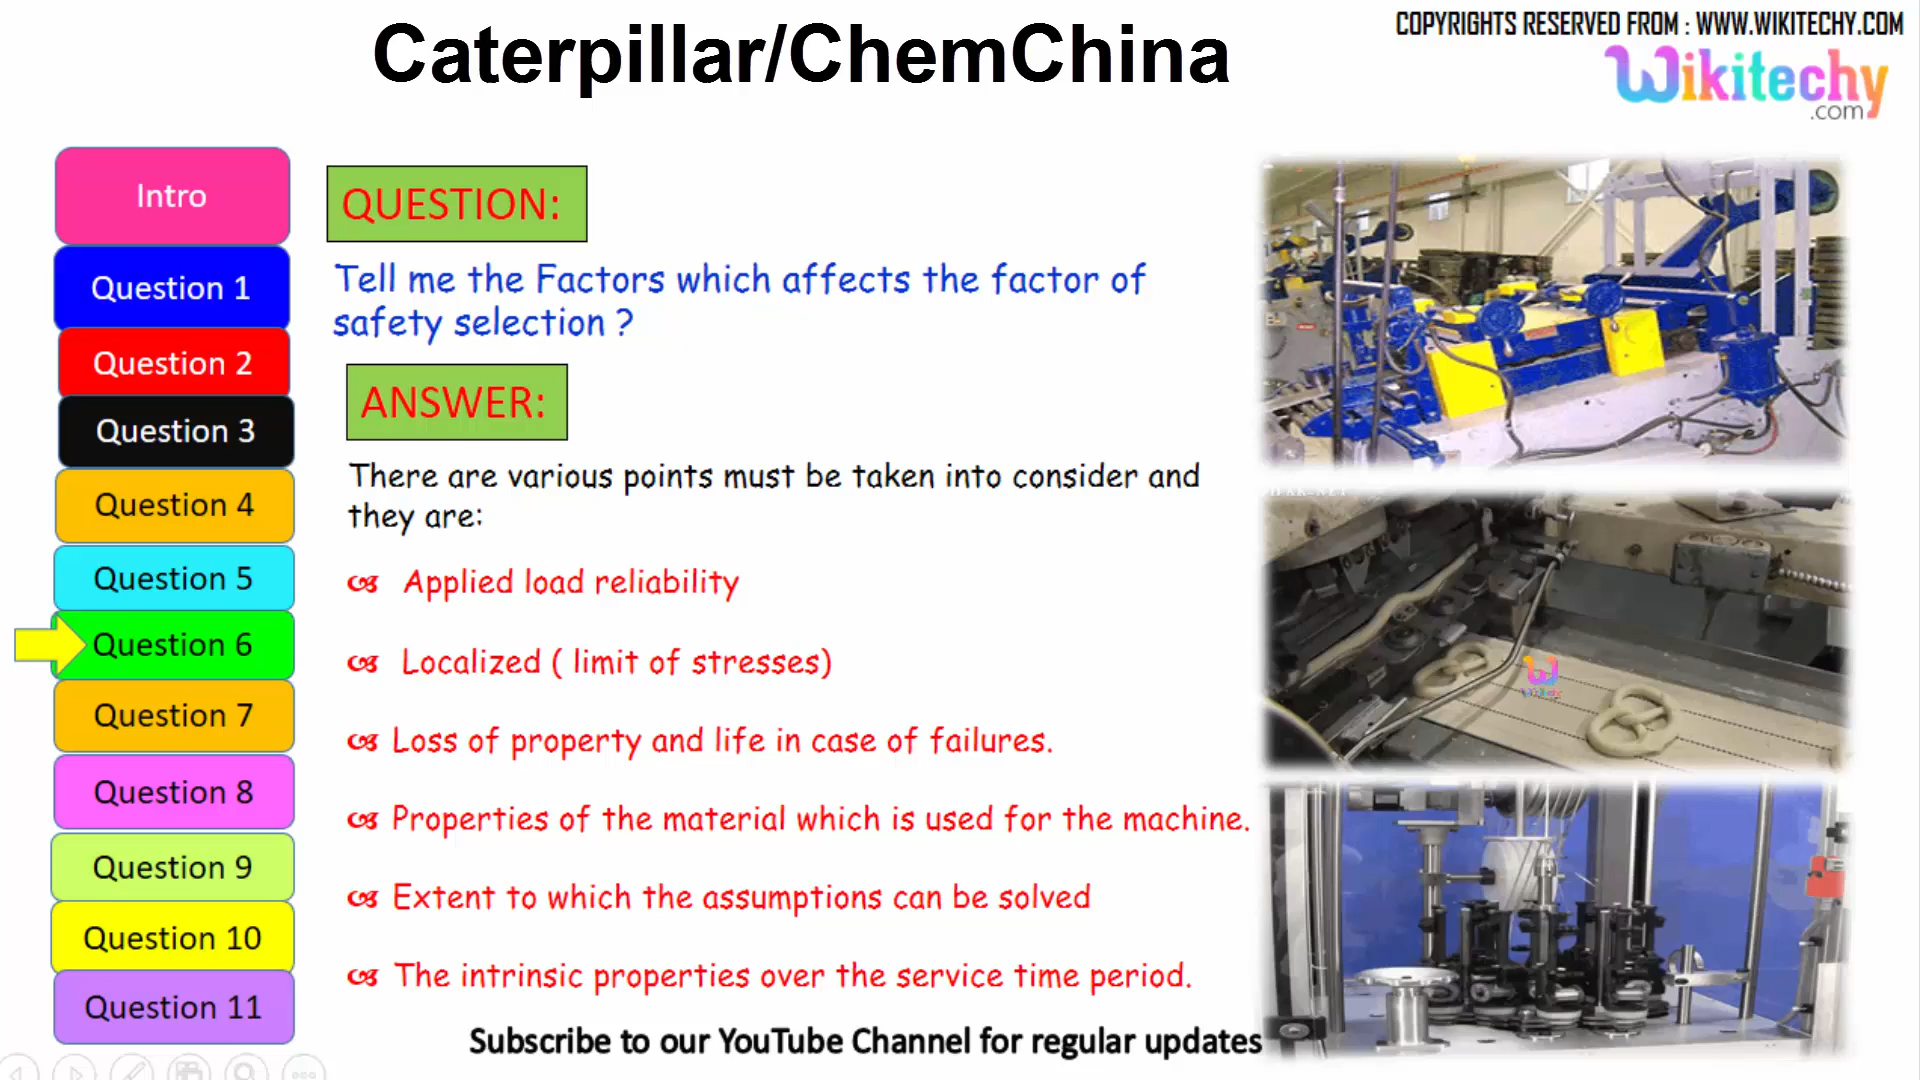 Caterpillar/ChemChina
COPYRIGHTS RESERVED FROM : WWW.WIKITECHY.COM
Wikitechy
.com
Intro
Question 1
Question 2
Question 3
Question 4
Question 5
Question 6
Question 7
Question 8
Question 9
Question 10
Question 11
QUESTION:
Tell me the Factors which affects the factor of
safety selection ?
ANSWER:
There are various points must be taken into consider and
they are:
Applied load reliability
Localized ( limit of stresses)
Loss of property and life in case of failures.
Properties of the material which is used for the machine.
Extent to which the assumptions can be solved
The intrinsic properties over the service time period.
Subscribe to our YouTube Channel for regular updates